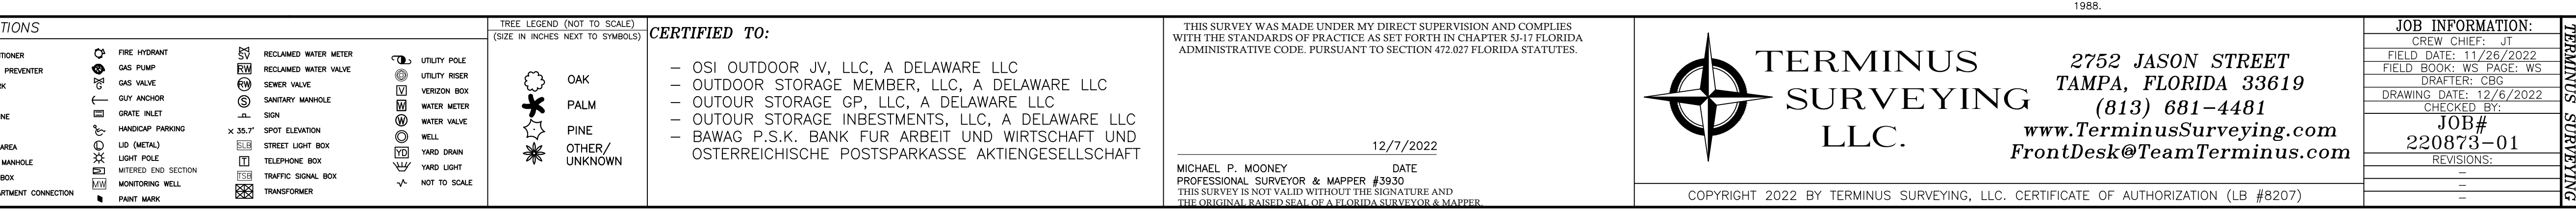 1988.
TIONS
TIONER
PREVENTER
RK
NE
AREA
MANHOLE
BOX
RTMENT CONNECTION
FIRE HYDRANT
GAS PUMP
GAS VALVE
GUY ANCHOR
GRATE INLET
HANDICAP PARKING
LID (METAL)
LIGHT POLE
MITERED END SECTION
MW MONITORING WELL
PAINT MARK
SV RECLAIMED WATER METER
RW RECLAIMED WATER VALVE
RW SEWER VALVE
S SANITARY MANHOLE
SIGN
× 35.7' SPOT ELEVATION
SLB STREET LIGHT BOX
T TELEPHONE BOX
TSB TRAFFIC SIGNAL BOX
TRANSFORMER
UTILITY POLE
UTILITY RISER
V VERIZON BOX
W WATER METER
W WATER VALVE
WELL
YD YARD DRAIN
YARD LIGHT
NOT TO SCALE
TREE LEGEND (NOT TO SCALE)
(SIZE IN INCHES NEXT TO SYMBOLS)
OAK
PALM
PINE
OTHER/
UNKNOWN
CERTIFIED TO:
– OSI OUTDOOR JV, LLC, A DELAWARE LLC
– OUTDOOR STORAGE MEMBER, LLC, A DELAWARE LLC
– OUTOUR STORAGE GP, LLC, A DELAWARE LLC
– OUTOUR STORAGE INBESTMENTS, LLC, A DELAWARE LLC
– BAWAG P.S.K. BANK FUR ARBEIT UND WIRTSCHAFT UND
OSTERREICHISCHE POSTSPARKASSE AKTIENGESELLSCHAFT
THIS SURVEY WAS MADE UNDER MY DIRECT SUPERVISION AND COMPLIES
WITH THE STANDARDS OF PRACTICE AS SET FORTH IN CHAPTER 5J-17 FLORIDA
ADMINISTRATIVE CODE. PURSUANT TO SECTION 472.027 FLORIDA STATUTES.
12/7/2022
MICHAEL P. MOONEY DATE
PROFESSIONAL SURVEYOR & MAPPER #3930
THIS SURVEY IS NOT VALID WITHOUT THE SIGNATURE AND
THE ORIGINAL RAISED SEAL OF A FLORIDA SURVEYOR & MAPPER.
TERMINUS
SURVEYING
LLC.
2752 JASON STREET
TAMPA, FLORIDA 33619
(813) 681-4481
www.TerminusSurveying.com
FrontDesk@TeamTerminus.com
COPYRIGHT 2022 BY TERMINUS SURVEYING, LLC. CERTIFICATE OF AUTHORIZATION (LB #8207)
JOB INFORMATION:
CREW CHIEF: JT
FIELD DATE: 11/26/2022
FIELD BOOK: WS PAGE: WS
DRAFTER: CBG
DRAWING DATE: 12/6/2022
CHECKED BY:
JOB#
220873-01
REVISIONS:
–
–
–
TERMINUS SURVEYING